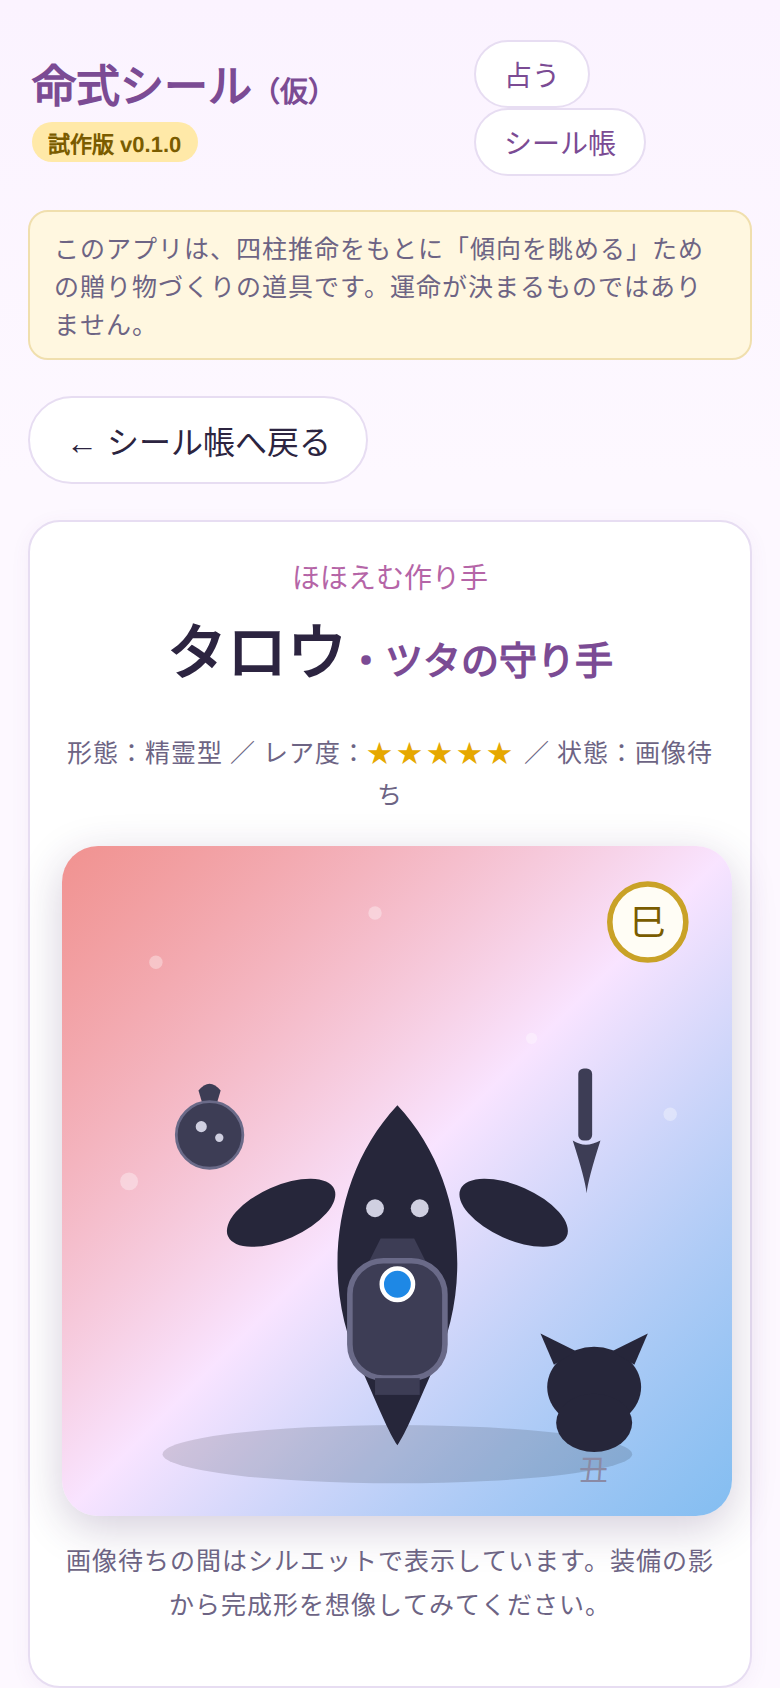 命式シール（仮）
試作版 v0.1.0
占う
シール帳
このアプリは、四柱推命をもとに「傾向を眺める」ため
の贈り物づくりの道具です。運命が決まるものではあり
ません。
← シール帳へ戻る
ほほえむ作り手
タロウ・ツタの守り手
形態：精霊型 ／ レア度：★★★★★ ／ 状態：画像待
ち
巳
丑
画像待ちの間はシルエットで表示しています。装備の影
から完成形を想像してみてください。